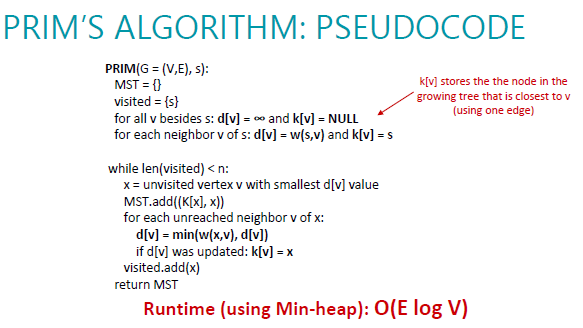 PRIM'S ALGORITHM: PSEUDOCODE
PRIM(G = (V,E), s):
MST = {}
visited = {s}
for all v besides s: d[v] = ∞ and k[v] = NULL
for each neighbor v of s: d[v] = w(s,v) and k[v] = s
k[v] stores the the node in the
growing tree that is closest to v
(using one edge)
while len(visited) < n:
x = unvisited vertex v with smallest d[v] value
MST.add((K[x], x))
for each unreached neighbor v of x:
d[v] = min(w(x,v), d[v])
if d[v] was updated: k[v] = x
visited.add(x)
return MST
Runtime (using Min-heap): O(E log V)